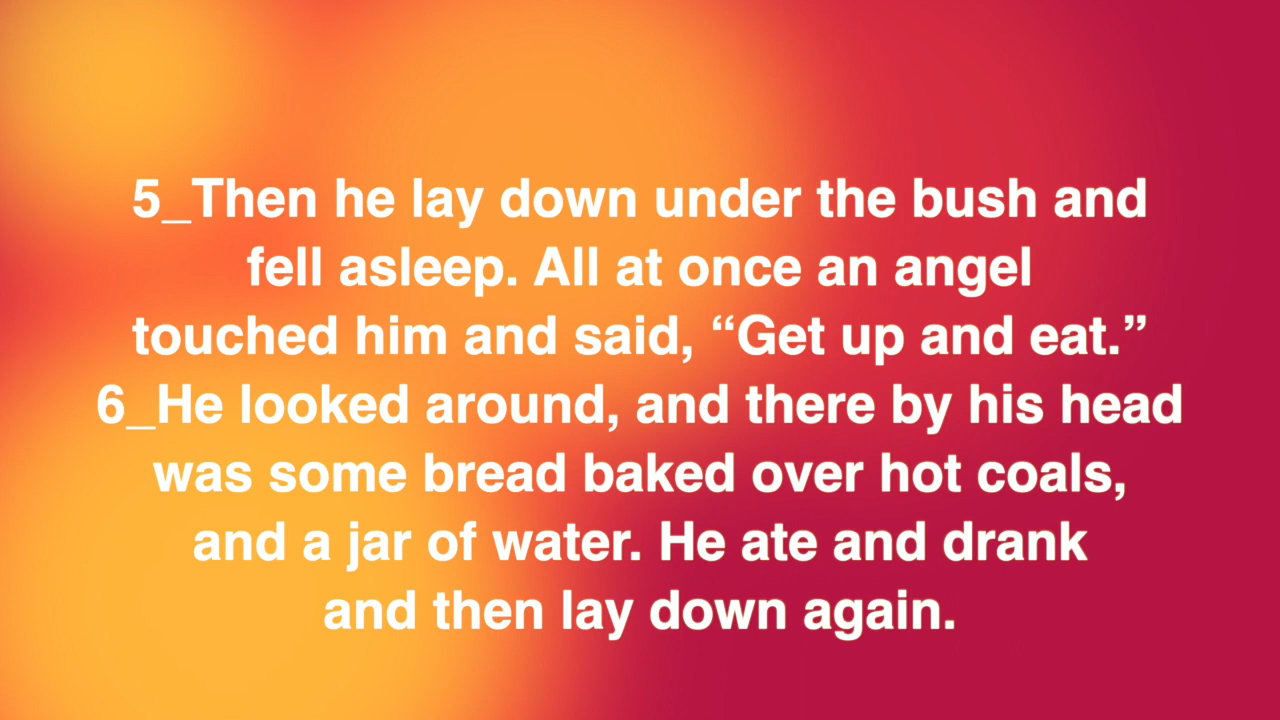 5_Then he lay down under the bush and
fell asleep. All at once an angel
touched him and said, “Get up and eat.”
6_He looked around, and there by his head
was some bread baked over hot coals,
and a jar of water. He ate and drank
and then lay down again.